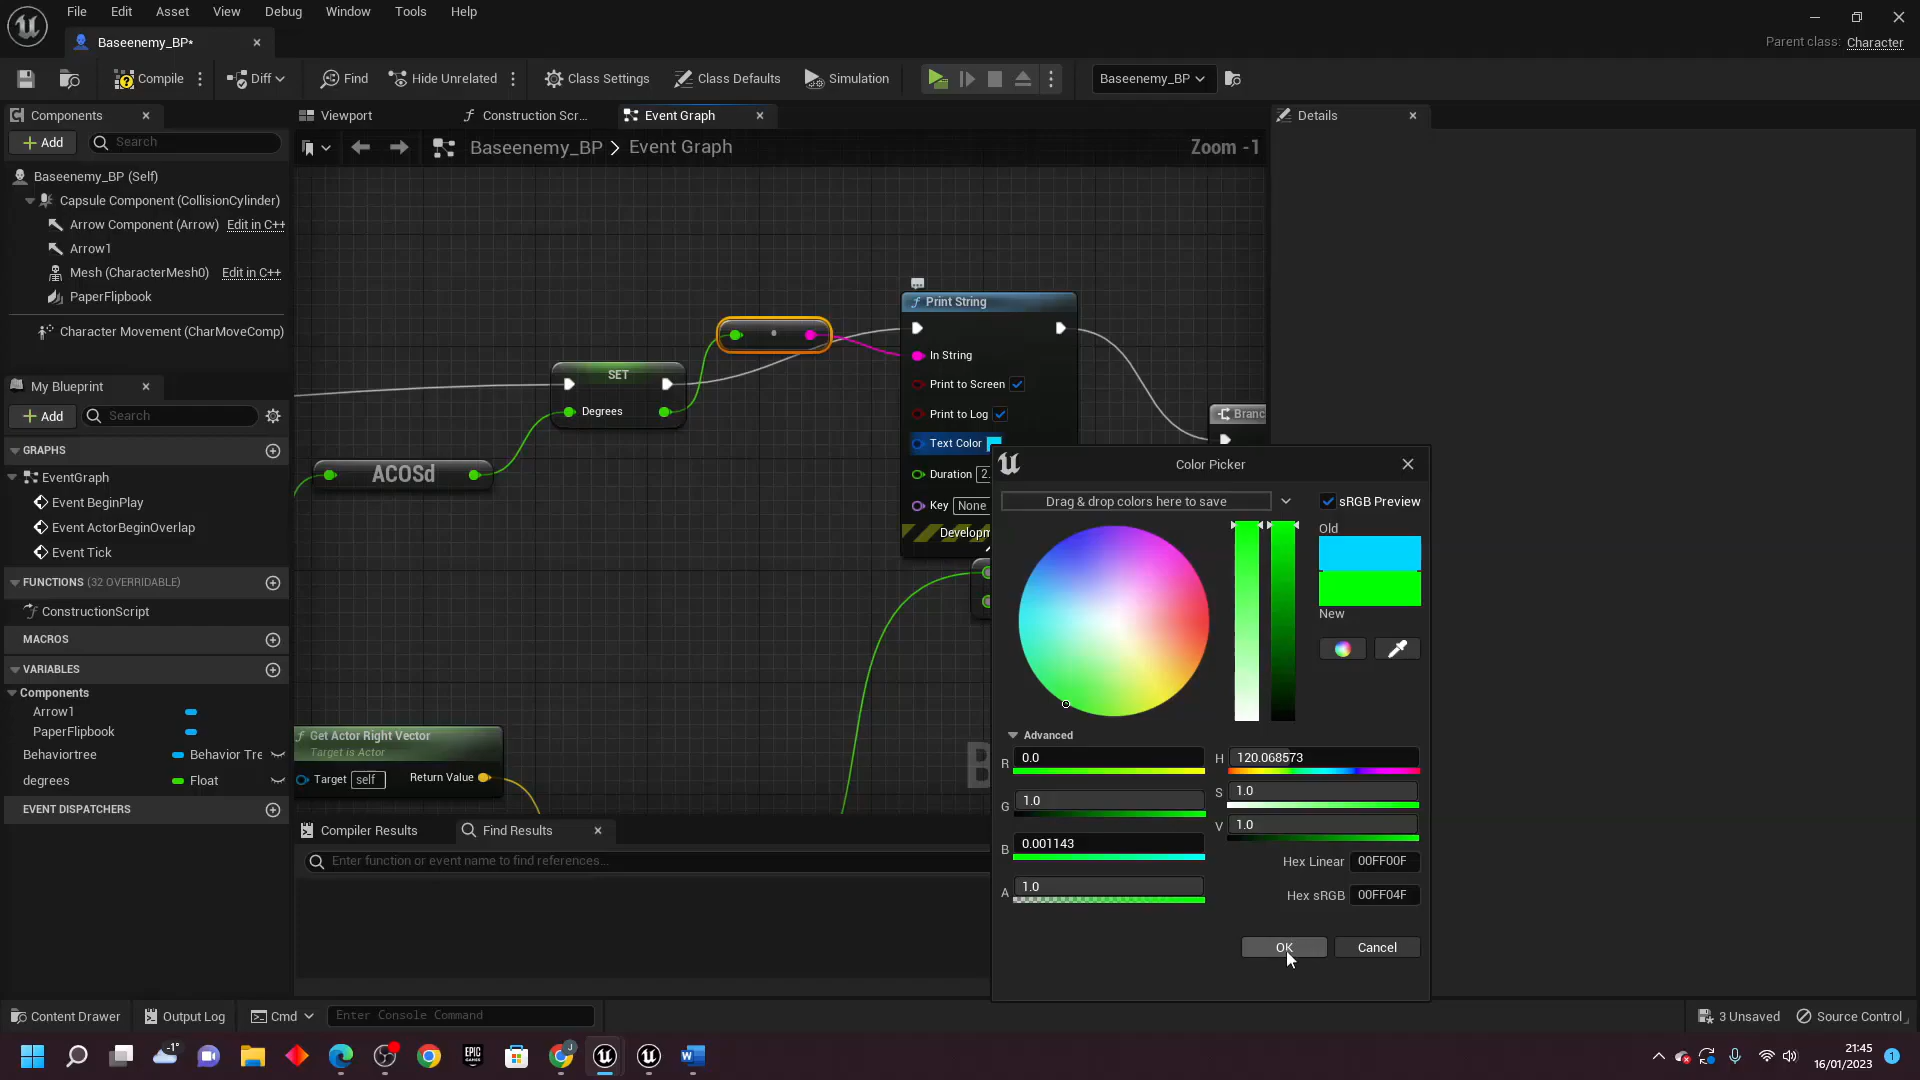 File Edit Asset View Debug Window Tools Help
Baseenemy_BP*
Parent class: Character
Compile Diff Find Hide Unrelated Class Settings Class Defaults Simulation Baseenemy_BP
Components Viewport Construction Scr... Event Graph Details
Add Search
Baseenemy_BP > Event Graph Zoom -1
Baseenemy_BP (Self)
Capsule Component (CollisionCylinder)
Arrow Component (Arrow) Edit in C++
Arrow1
Mesh (CharacterMesh0) Edit in C++
PaperFlipbook
Character Movement (CharMoveComp)
My Blueprint
Add Search
GRAPHS
EventGraph
Event BeginPlay
Event ActorBeginOverlap
Event Tick
FUNCTIONS (32 OVERRIDABLE)
ConstructionScript
MACROS
VARIABLES
Components
Arrow1
PaperFlipbook
Behaviortree Behavior Tre
degrees Float
EVENT DISPATCHERS
SET
Degrees
ACOSd
Print String
In String
Print to Screen
Print to Log
Text Color
Duration 2.
Key None
Developm
Branc
Get Actor Right Vector
Target is Actor
Target self Return Value
B
Color Picker
Drag & drop colors here to save sRGB Preview
Old
New
Advanced
R 0.0 H 120.068573
G 1.0 S 1.0
B 0.001143 V 1.0
A 1.0
Hex Linear 00FF00F
Hex sRGB 00FF04F
OK Cancel
Compiler Results Find Results
Enter function or event name to find references...
Content Drawer Output Log Cmd Enter Console Command 3 Unsaved Source Control
-1°
EPIC GAMES
J
W
21:45
16/01/2023
1